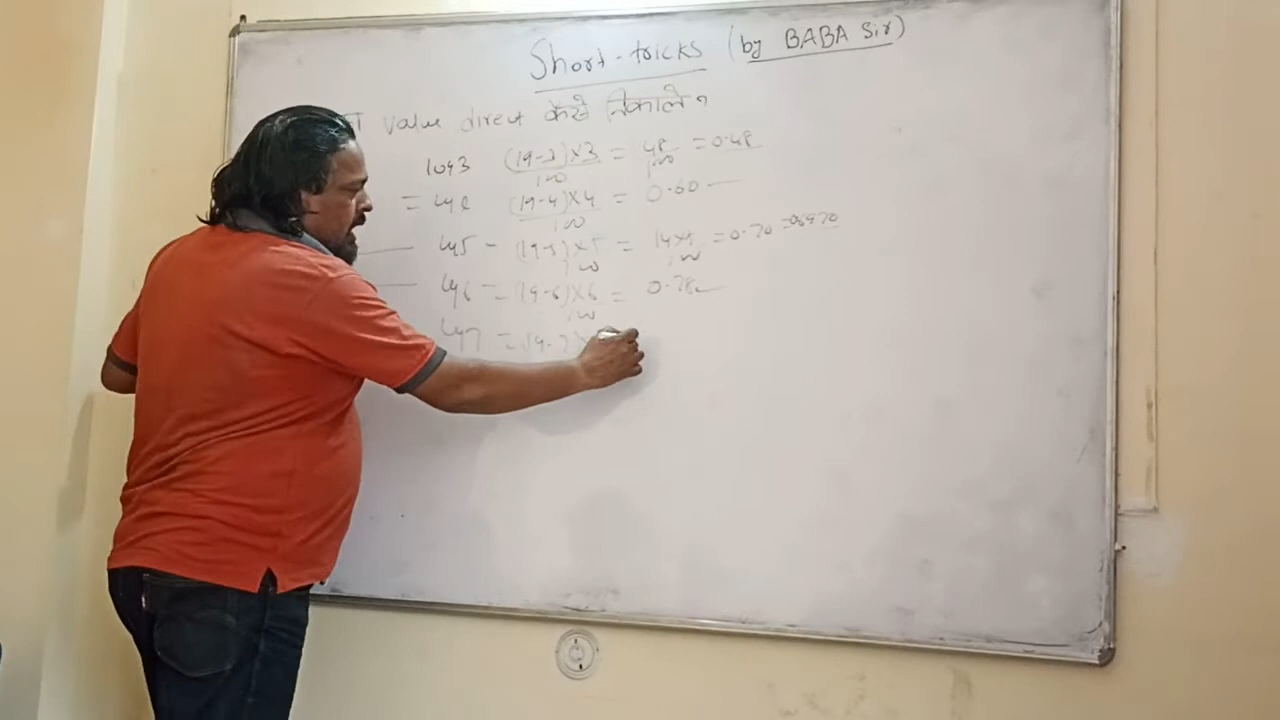 Short-tricks (by BABA Sir)
value direct कैसे निकाले?
log3 (19-3)×3/100 = 48/100 = 0.48
= log4 (19-4)×4/100 = 0.60
log5 - (19-5)×5/100 = 14×5/100 = 0.70
log6 = (19-6)×6/100 = 0.78
log7 = 19-7